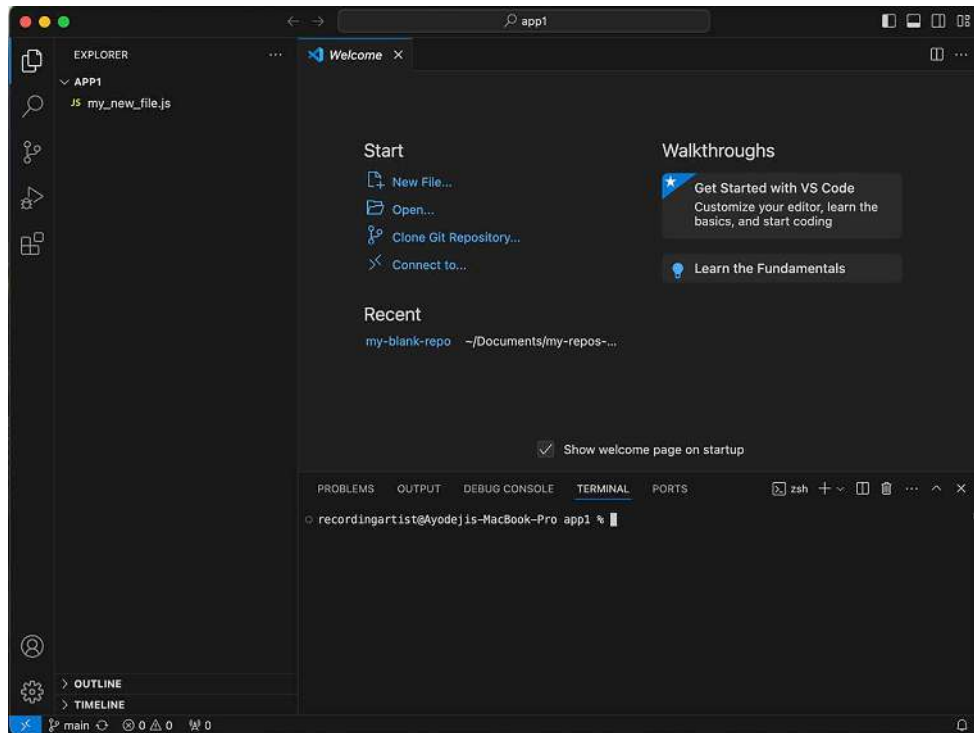 app1
EXPLORER
APP1
JS my_new_file.js
OUTLINE
TIMELINE
Welcome
Start
New File...
Open...
Clone Git Repository...
Connect to...
Recent
my-blank-repo ~/Documents/my-repos-...
Walkthroughs
Get Started with VS Code
Customize your editor, learn the
basics, and start coding
Learn the Fundamentals
Show welcome page on startup
PROBLEMS OUTPUT DEBUG CONSOLE TERMINAL PORTS zsh
recordingartist@Ayodejis-MacBook-Pro app1 %
main 0 0 0